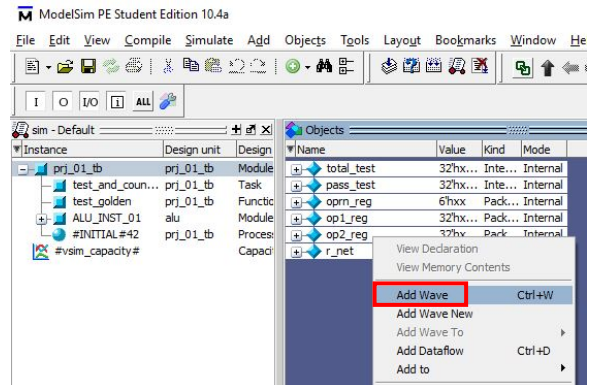 ModelSim PE Student Edition 10.4a
File Edit View Compile Simulate Add Objects Tools Layout Bookmarks Window He
I O I/O i ALL
sim - Default Objects
Instance Design unit Design Name Value Kind Mode
prj_01_tb prj_01_tb Module total_test 32'hx... Inte... Internal
test_and_coun... prj_01_tb Task pass_test 32'hx... Inte... Internal
test_golden prj_01_tb Functio oprn_reg 6'hxx Pack... Internal
ALU_INST_01 alu Module op1_reg 32'hx... Pack... Internal
#INITIAL#42 prj_01_tb Proces op2_reg 32'hx Pack Internal
#vsim_capacity# Capaci r_net
View Declaration
View Memory Contents
Add Wave Ctrl+W
Add Wave New
Add Wave To
Add Dataflow Ctrl+D
Add to